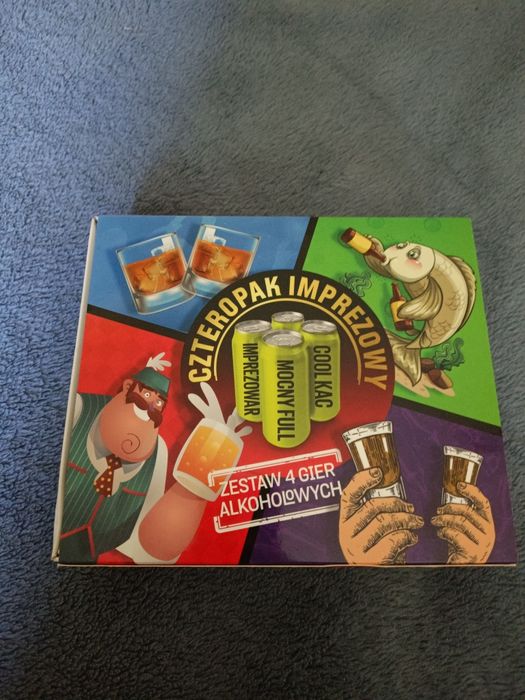 CZTEROPAK IMPREZOWY
IMPREZOWAR
MOCNY FULL
COOL KAC
ZESTAW 4 GIER
ALKOHOLOWYCH